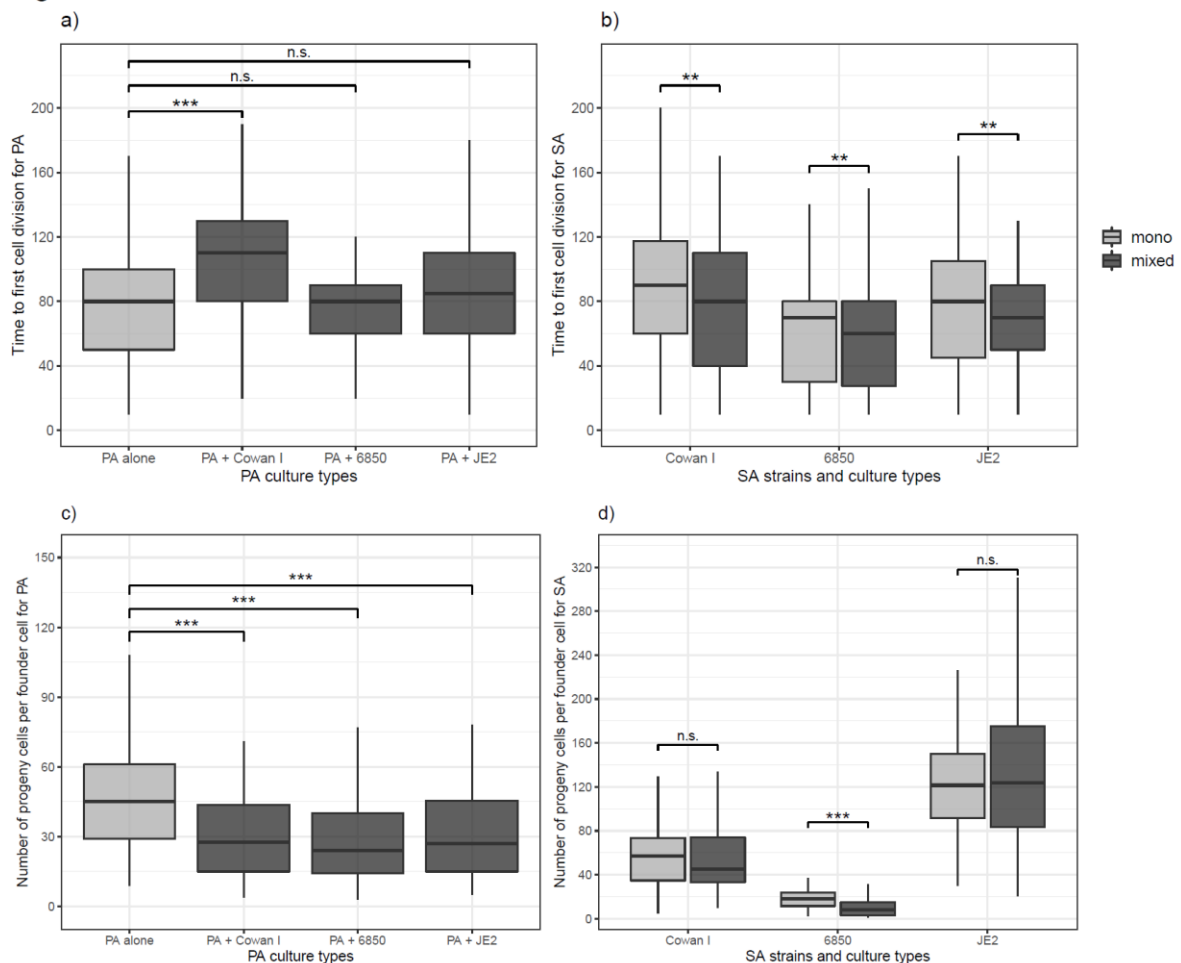 a)
n.s.
n.s.
***
200
160
120
80
40
0
Time to first cell division for PA
PA alone
PA + Cowan I
PA + 6850
PA + JE2
PA culture types
b)
**
**
**
200
160
120
80
40
0
Time to first cell division for SA
Cowan I
6850
JE2
SA strains and culture types
mono
mixed
c)
***
***
***
150
120
90
60
30
0
Number of progeny cells per founder cell for PA
PA alone
PA + Cowan I
PA + 6850
PA + JE2
PA culture types
d)
n.s.
n.s.
***
320
280
240
200
160
120
80
40
0
Number of progeny cells per founder cell for SA
Cowan I
6850
JE2
SA strains and culture types